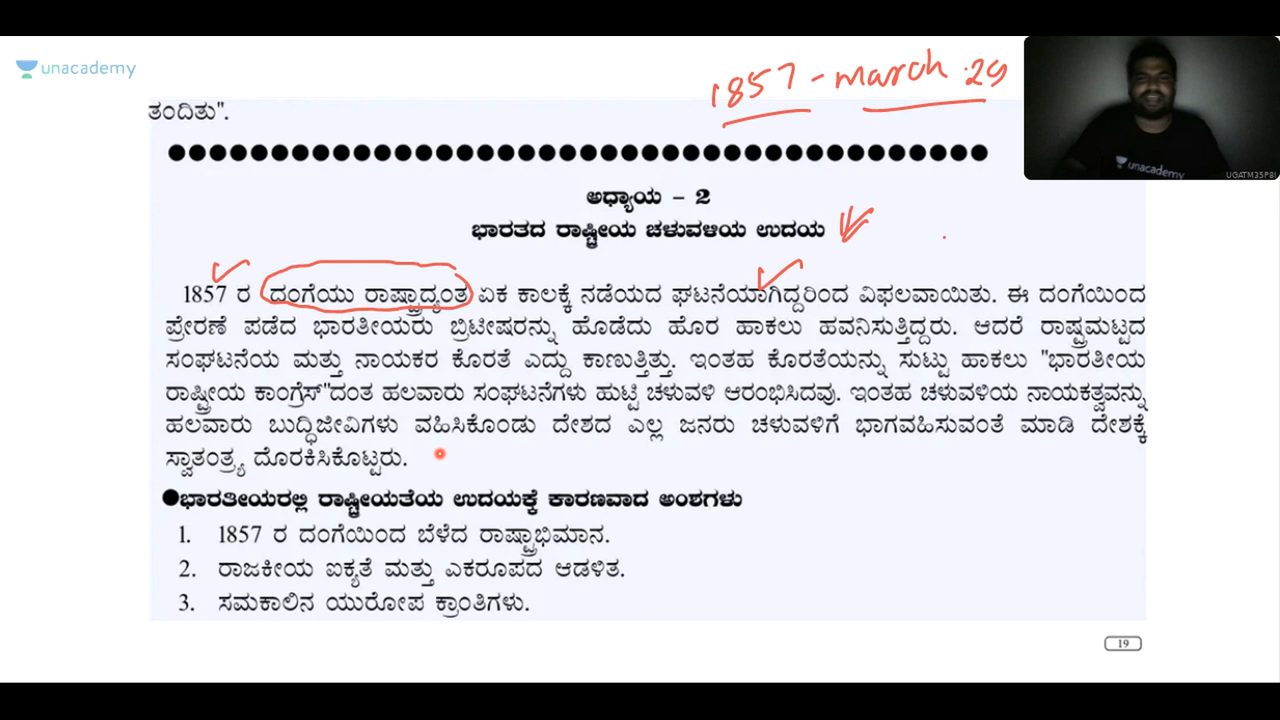 unacademy
1857 - march 29
ತಂದಿತು".
ಅಧ್ಯಾಯ – 2
ಭಾರತದ ರಾಷ್ಟ್ರೀಯ ಚಳುವಳಿಯ ಉದಯ
1857 ರ ದಂಗೆಯು ರಾಷ್ಟ್ರಾದ್ಯಂತ ಏಕ ಕಾಲಕ್ಕೆ ನಡೆಯದ ಘಟನೆಯಾಗಿದ್ದರಿಂದ ವಿಫಲವಾಯಿತು. ಈ ದಂಗೆಯಿಂದ
ಪ್ರೇರಣೆ ಪಡೆದ ಭಾರತೀಯರು ಬ್ರಿಟೀಷರನ್ನು ಹೊಡೆದು ಹೊರ ಹಾಕಲು ಹವನಿಸುತ್ತಿದ್ದರು. ಆದರೆ ರಾಷ್ಟ್ರಮಟ್ಟದ
ಸಂಘಟನೆಯ ಮತ್ತು ನಾಯಕರ ಕೊರತೆ ಎದ್ದು ಕಾಣುತ್ತಿತ್ತು. ಇಂತಹ ಕೊರತೆಯನ್ನು ಸುಟ್ಟು ಹಾಕಲು "ಭಾರತೀಯ
ರಾಷ್ಟ್ರೀಯ ಕಾಂಗ್ರೆಸ್"ದಂತ ಹಲವಾರು ಸಂಘಟನೆಗಳು ಹುಟ್ಟಿ ಚಳುವಳಿ ಆರಂಭಿಸಿದವು. ಇಂತಹ ಚಳುವಳಿಯ ನಾಯಕತ್ವವನ್ನು
ಹಲವಾರು ಬುದ್ಧಿಜೀವಿಗಳು ವಹಿಸಿಕೊಂಡು ದೇಶದ ಎಲ್ಲ ಜನರು ಚಳುವಳಿಗೆ ಭಾಗವಹಿಸುವಂತೆ ಮಾಡಿ ದೇಶಕ್ಕೆ
ಸ್ವಾತಂತ್ರ್ಯ ದೊರಕಿಸಿಕೊಟ್ಟರು.
●ಭಾರತೀಯರಲ್ಲಿ ರಾಷ್ಟ್ರೀಯತೆಯ ಉದಯಕ್ಕೆ ಕಾರಣವಾದ ಅಂಶಗಳು
1. 1857 ರ ದಂಗೆಯಿಂದ ಬೆಳೆದ ರಾಷ್ಟ್ರಾಭಿಮಾನ.
2. ರಾಜಕೀಯ ಐಕ್ಯತೆ ಮತ್ತು ಎಕರೂಪದ ಆಡಳಿತ.
3. ಸಮಕಾಲಿನ ಯುರೋಪ ಕ್ರಾಂತಿಗಳು.
19
unacademy
UGATM35P8I